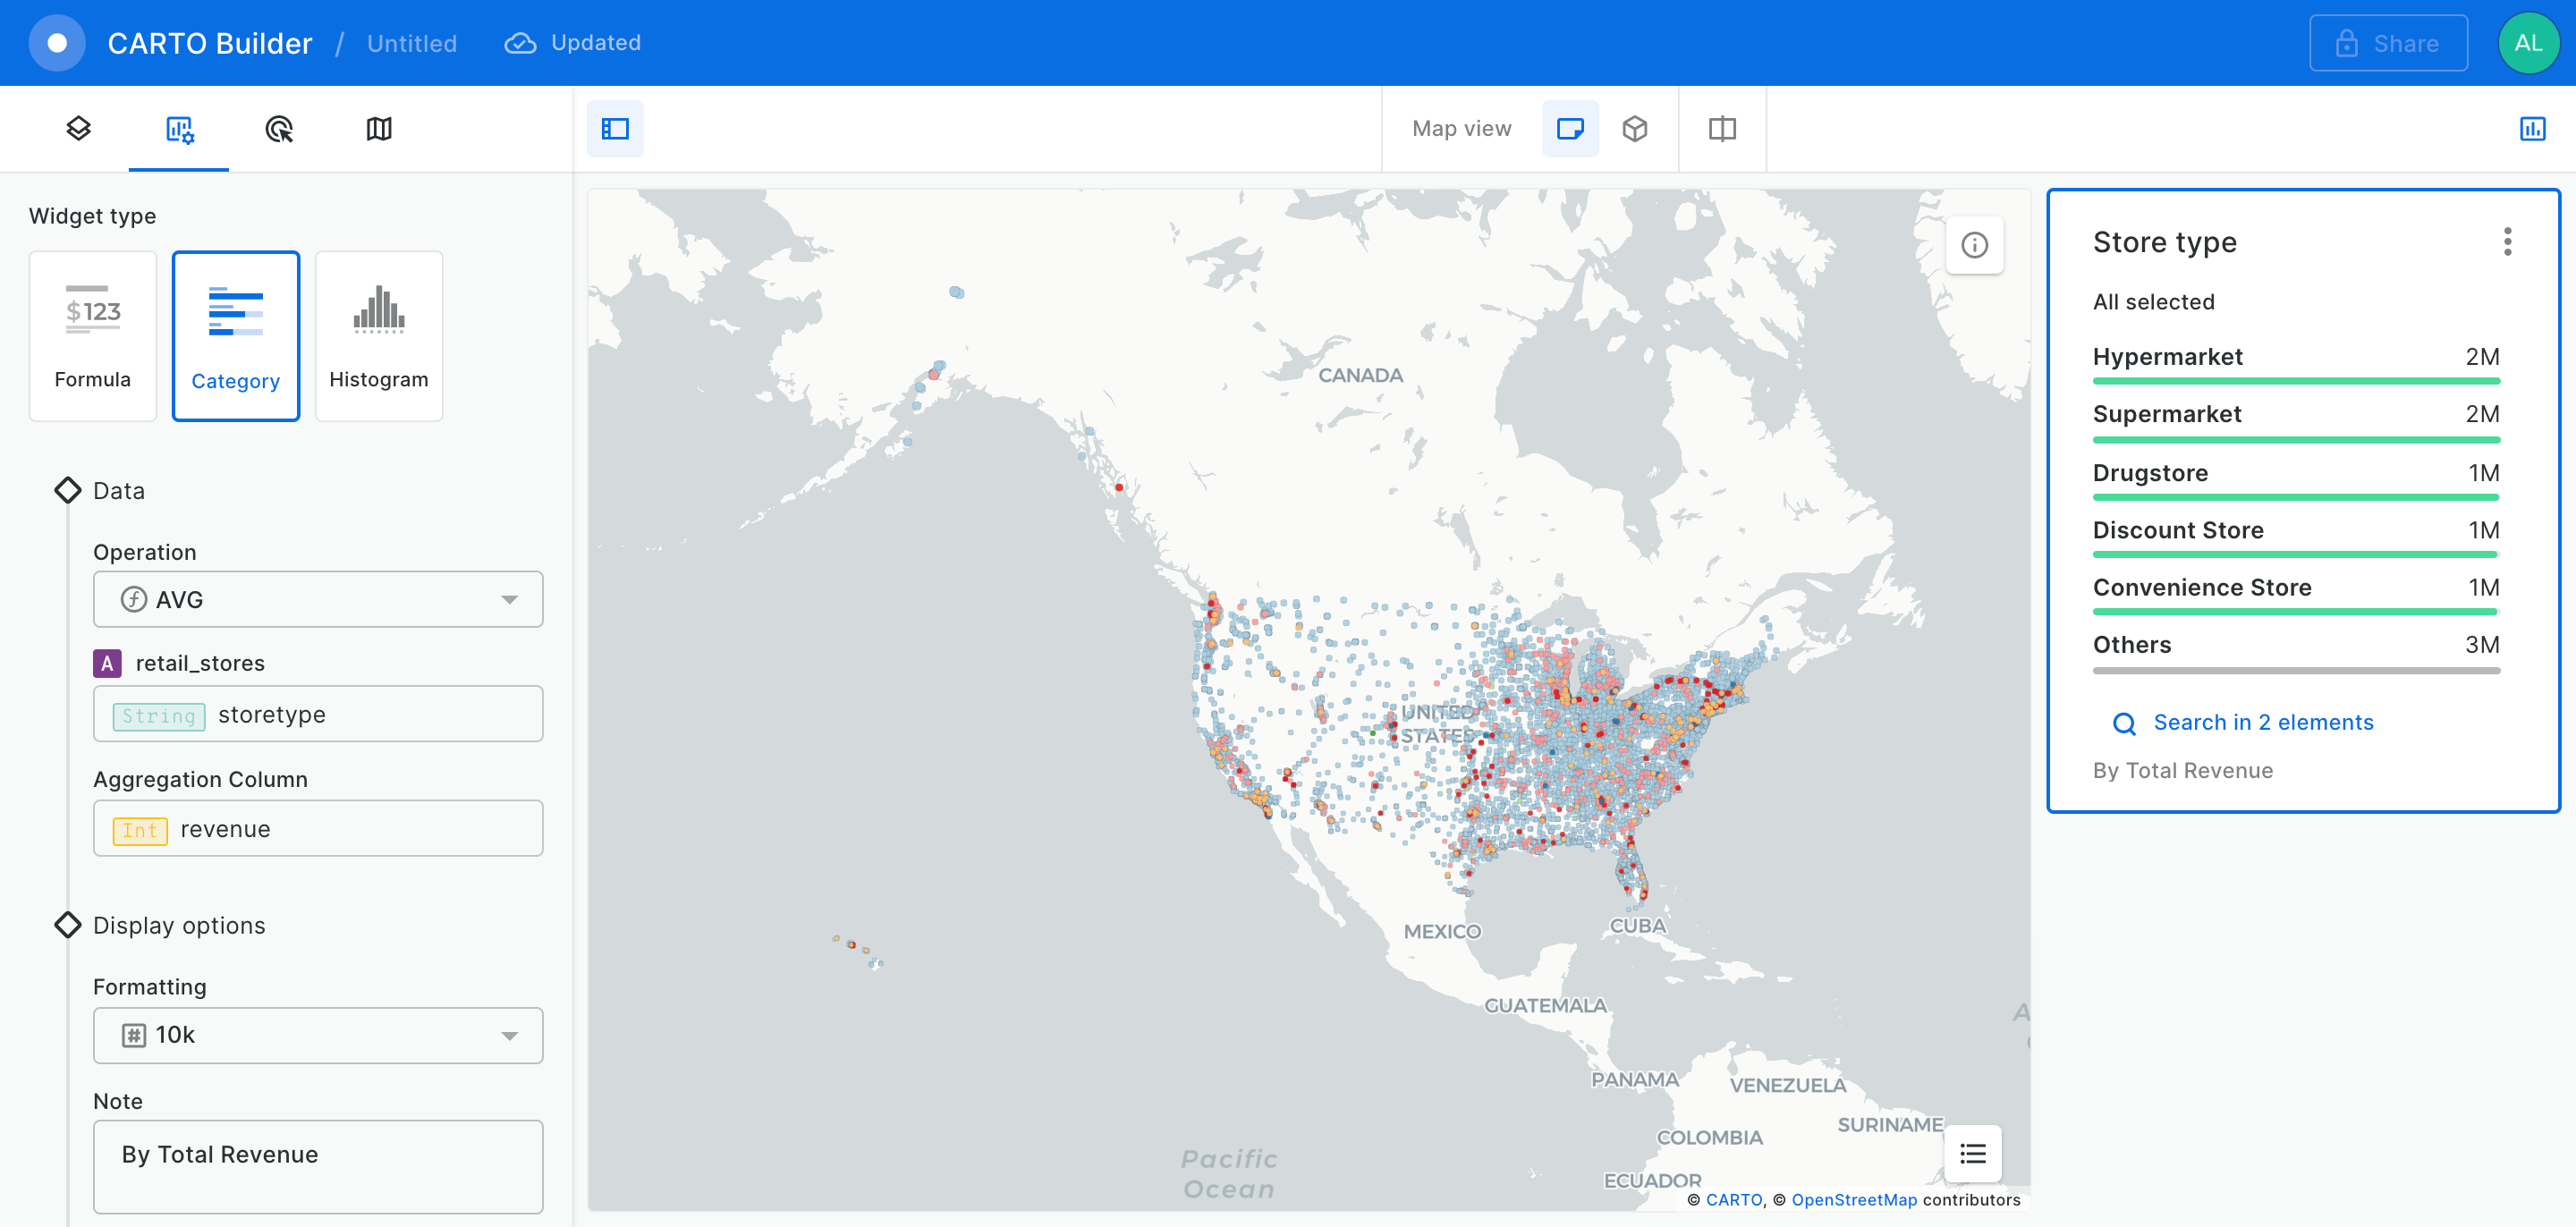 CARTO Builder / Untitled Updated Share AL
Map view
Widget type
$123
Formula
Category
Histogram
Data
Operation
AVG
A retail_stores
String storetype
Aggregation Column
Int revenue
Display options
Formatting
# 10k
Note
By Total Revenue
CANADA
UNITED
STATES
MEXICO
CUBA
GUATEMALA
PANAMA
VENEZUELA
SURINAME
COLOMBIA
ECUADOR
Pacific
Ocean
A
© CARTO, © OpenStreetMap contributors
Store type
All selected
Hypermarket 2M
Supermarket 2M
Drugstore 1M
Discount Store 1M
Convenience Store 1M
Others 3M
Search in 2 elements
By Total Revenue